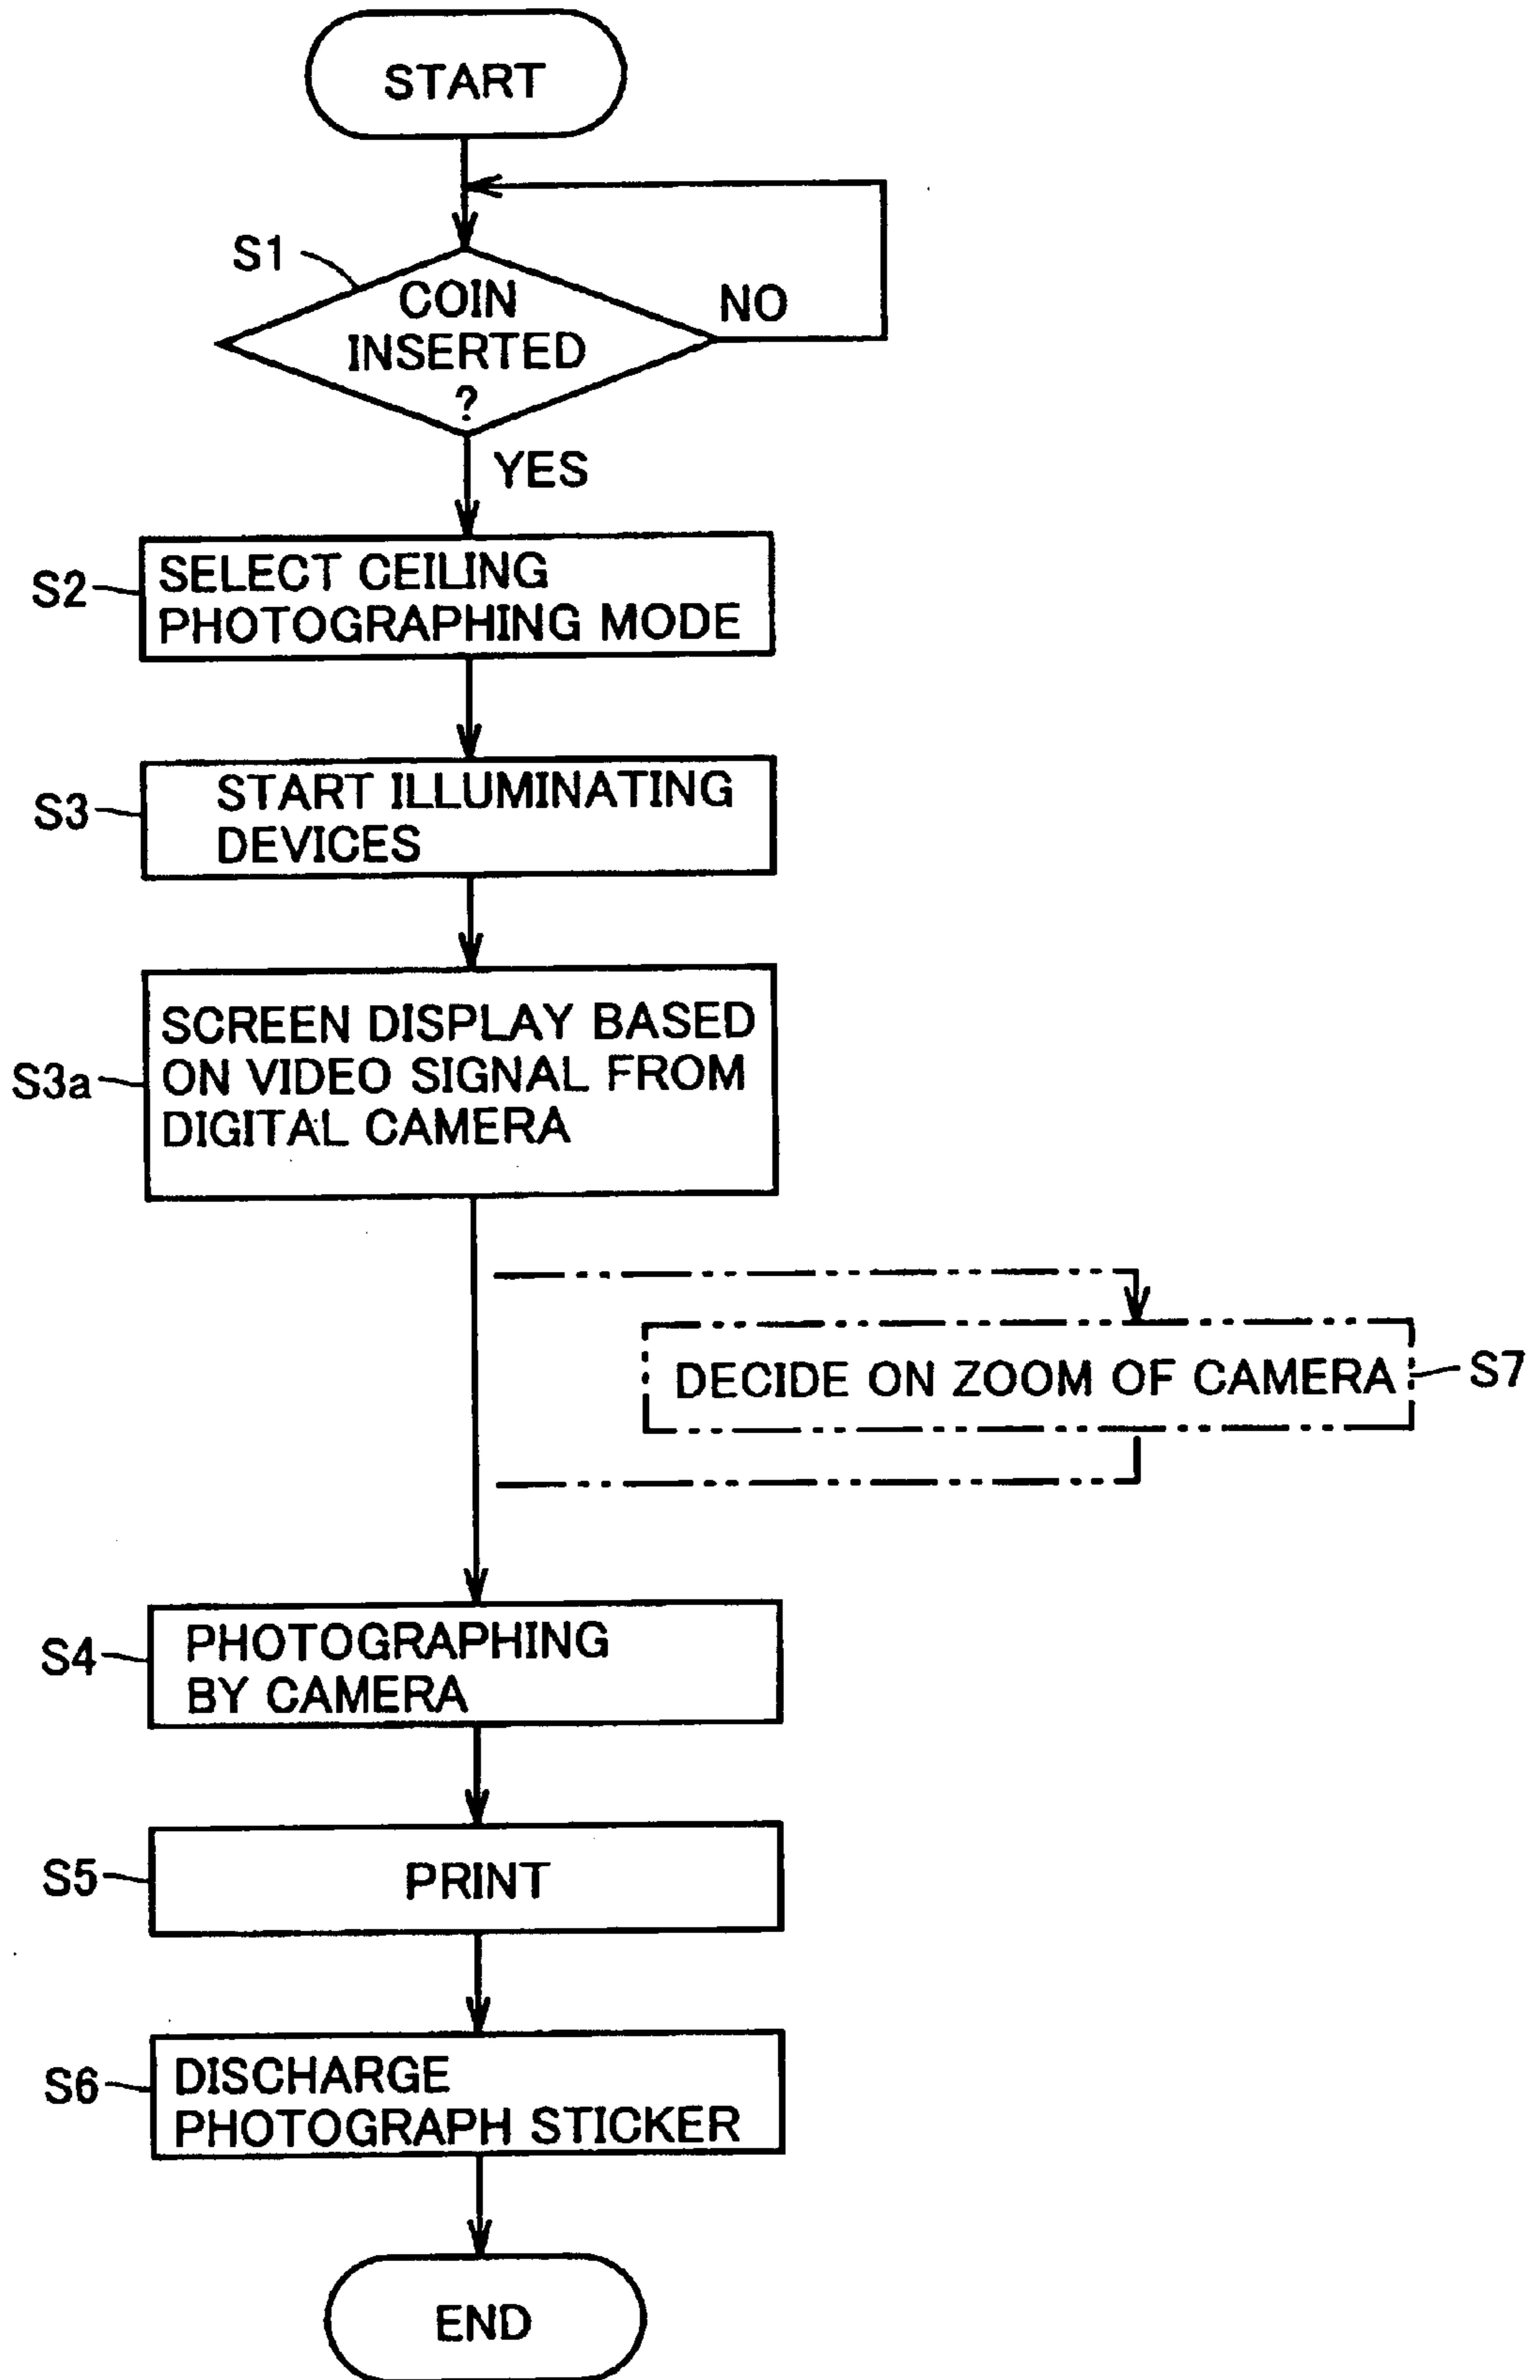 START
S1
COIN
INSERTED
?
NO
YES
S2
SELECT CEILING
PHOTOGRAPHING MODE
S3
START ILLUMINATING
DEVICES
S3a
SCREEN DISPLAY BASED
ON VIDEO SIGNAL FROM
DIGITAL CAMERA
DECIDE ON ZOOM OF CAMERA
S7
S4
PHOTOGRAPHING
BY CAMERA
S5
PRINT
S6
DISCHARGE
PHOTOGRAPH STICKER
END